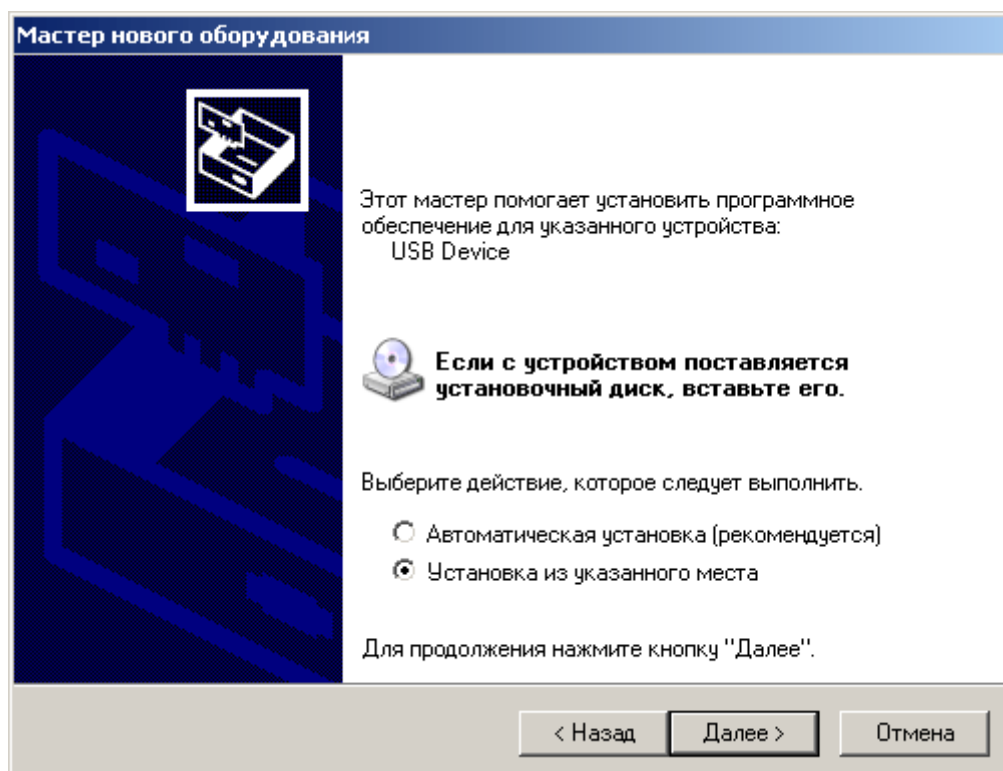 Мастер нового оборудования
Этот мастер помогает установить программное
обеспечение для указанного устройства:
USB Device
Если с устройством поставляется
установочный диск, вставьте его.
Выберите действие, которое следует выполнить.
Автоматическая установка (рекомендуется)
Установка из указанного места
Для продолжения нажмите кнопку "Далее".
< Назад
Далее >
Отмена